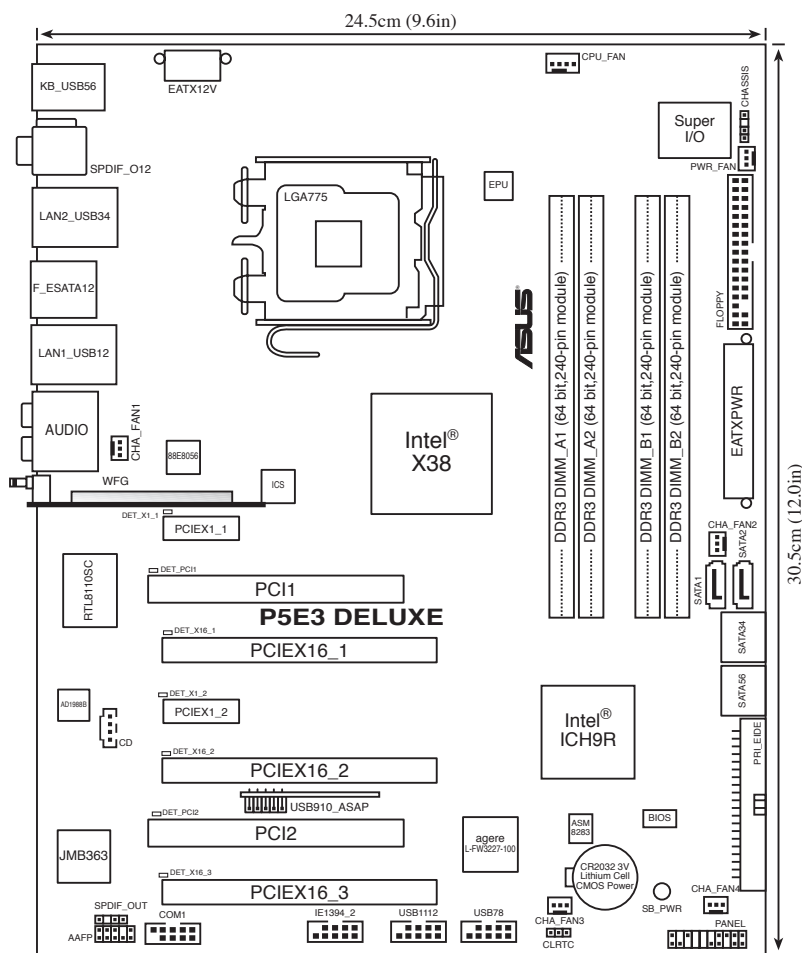 24.5cm (9.6in)
KB_USB56
EATX12V
CPU_FAN
CHASSIS
Super
I/O
PWR_FAN
SPDIF_O12
LGA775
EPU
LAN2_USB34
FLOPPY
F_ESATA12
ASUS®
LAN1_USB12
DDR3 DIMM_A1 (64 bit,240-pin module)
DDR3 DIMM_A2 (64 bit,240-pin module)
DDR3 DIMM_B1 (64 bit,240-pin module)
DDR3 DIMM_B2 (64 bit,240-pin module)
EATXPWR
30.5cm (12.0in)
AUDIO
CHA_FAN1
88E8056
Intel®
X38
WFG
ICS
DET_X1_1
PCIEX1_1
CHA_FAN2
SATA2
SATA1
RTL8110SC
DET_PCI1
PCI1
P5E3 DELUXE
DET_X16_1
PCIEX16_1
SATA34
SATA56
AD1988B
DET_X1_2
PCIEX1_2
CD
Intel®
ICH9R
PRI_EIDE
DET_X16_2
PCIEX16_2
USB910_ASAP
DET_PCI2
PCI2
JMB363
agere
L-FW3227-100
ASM
8283
BIOS
CR2032 3V
Lithium Cell
CMOS Power
SB_PWR
CHA_FAN4
DET_X16_3
PCIEX16_3
SPDIF_OUT
AAFP
COM1
IE1394_2
USB1112
USB78
CHA_FAN3
CLRTC
PANEL